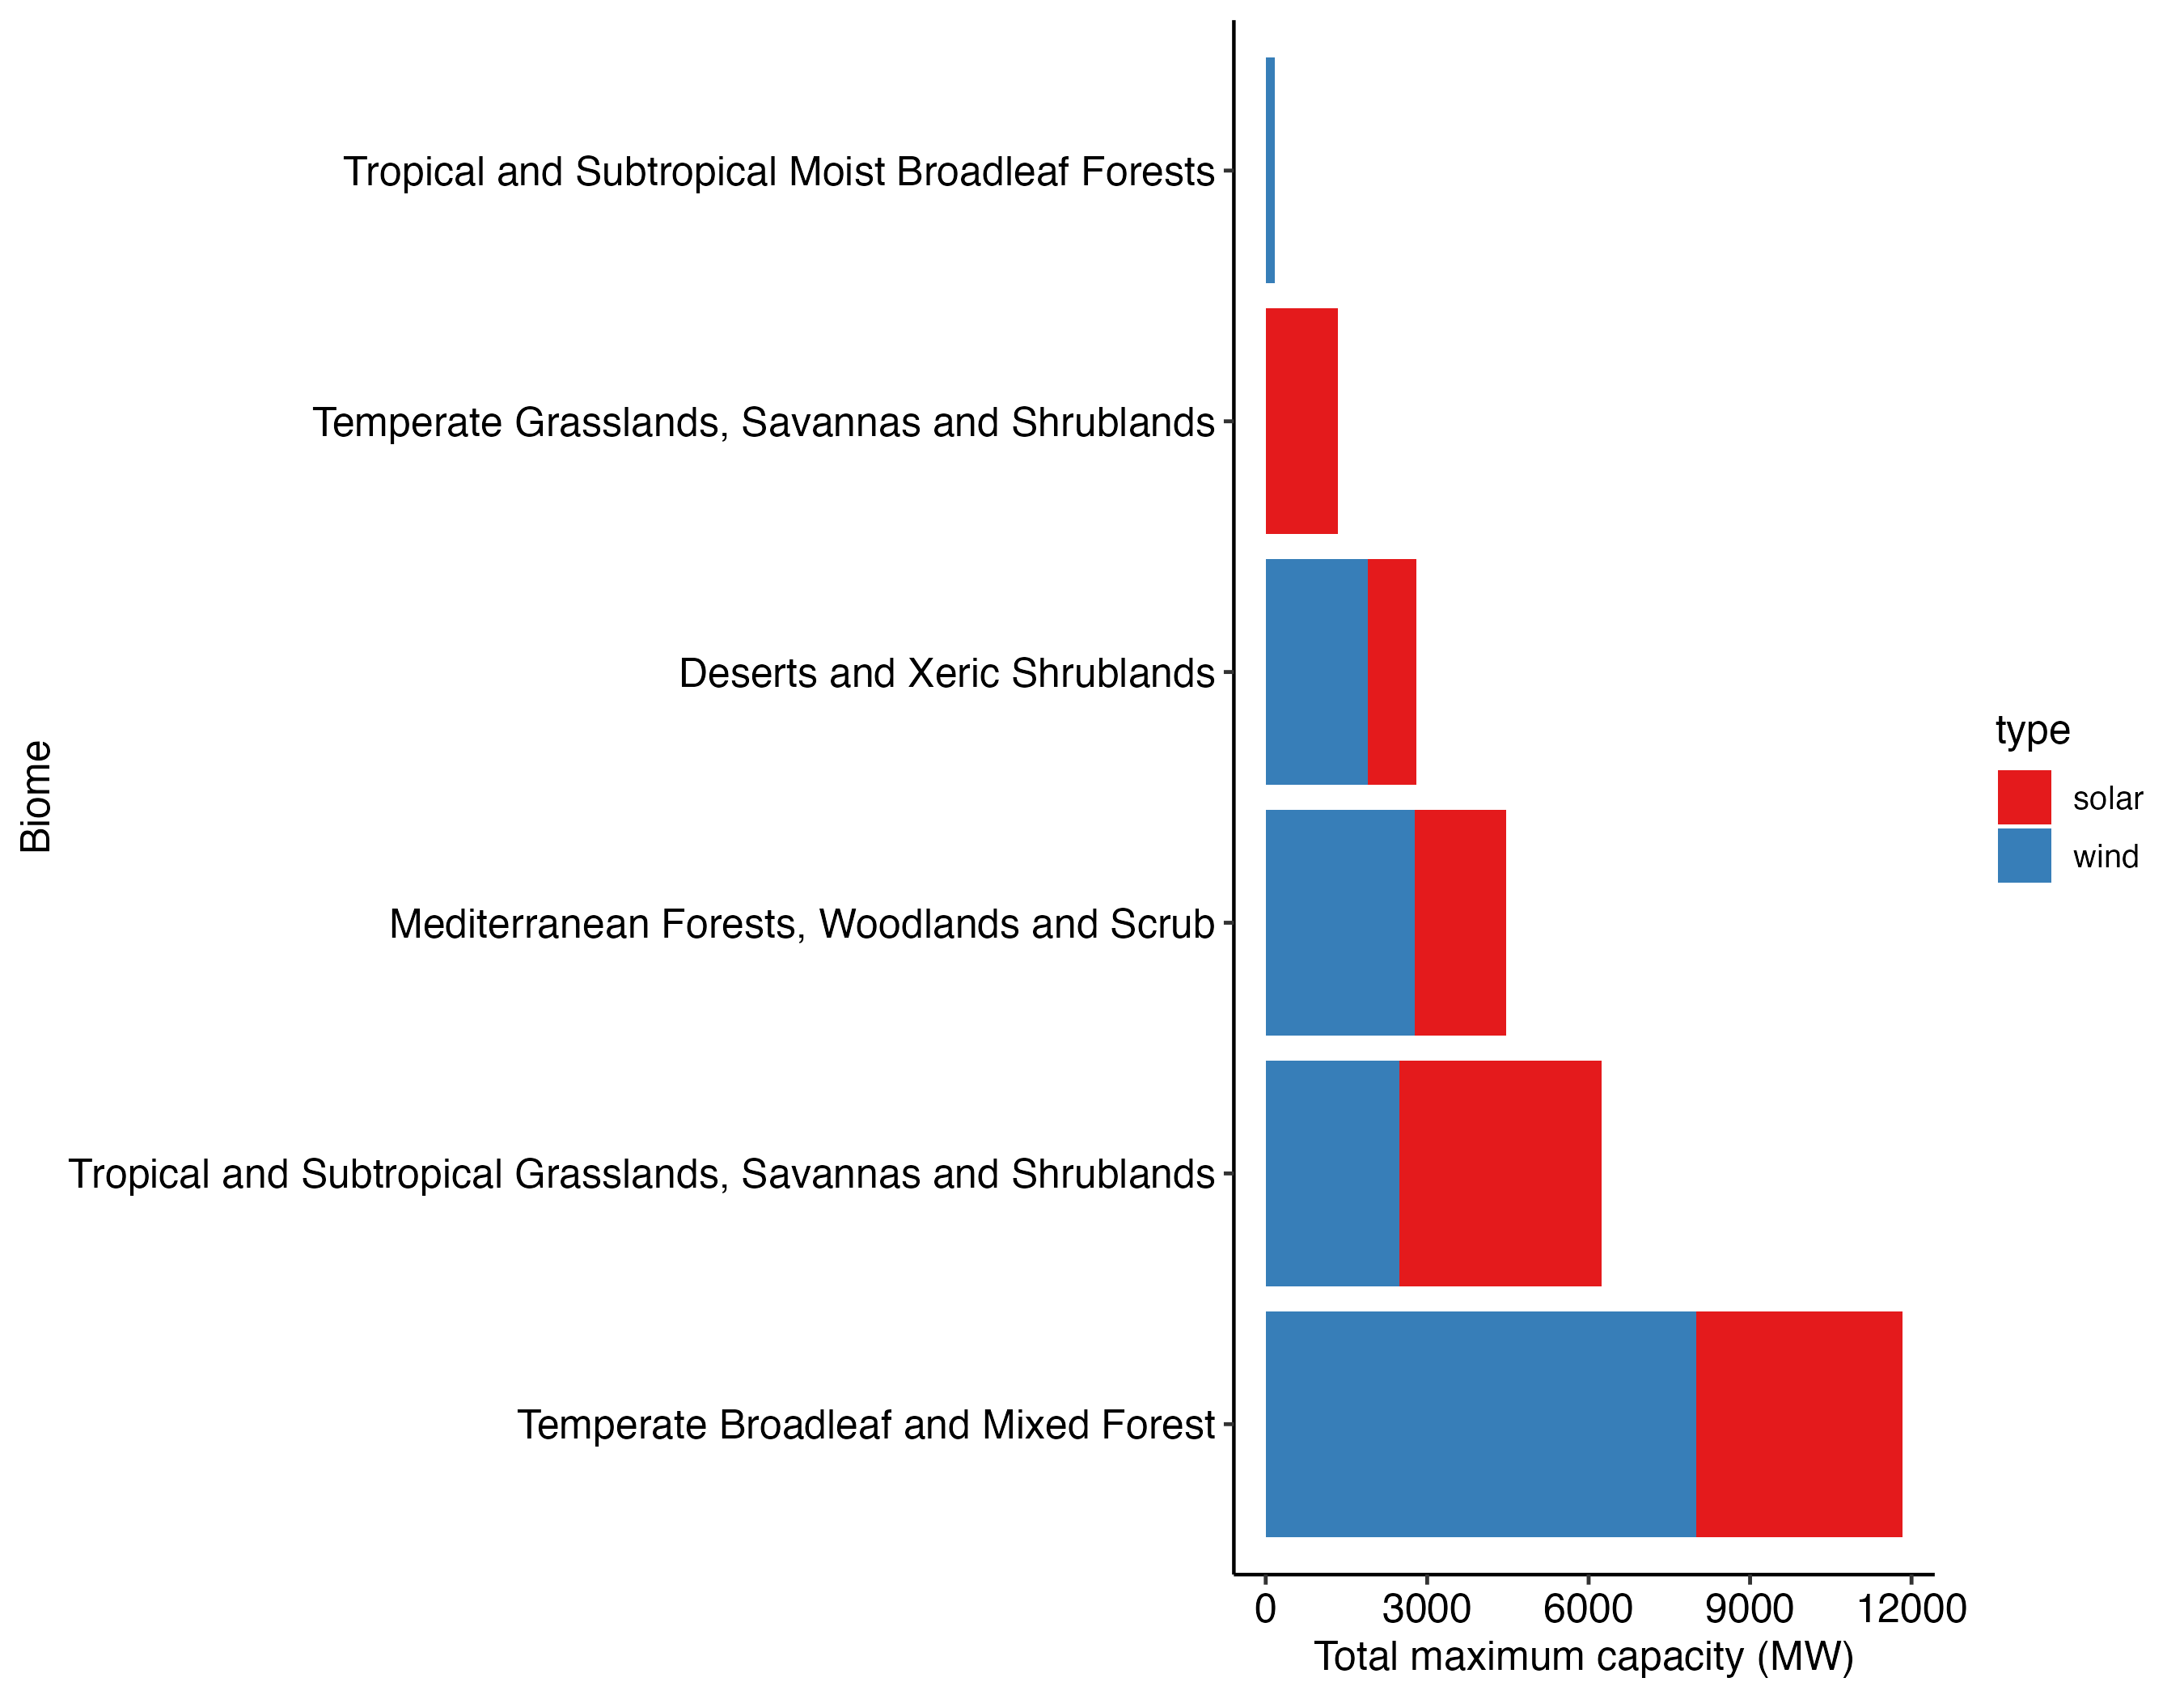 Biome
Tropical and Subtropical Moist Broadleaf Forests
Temperate Grasslands, Savannas and Shrublands
Deserts and Xeric Shrublands
Mediterranean Forests, Woodlands and Scrub
Tropical and Subtropical Grasslands, Savannas and Shrublands
Temperate Broadleaf and Mixed Forest
0 3000 6000 9000 12000
Total maximum capacity (MW)
type
solar
wind